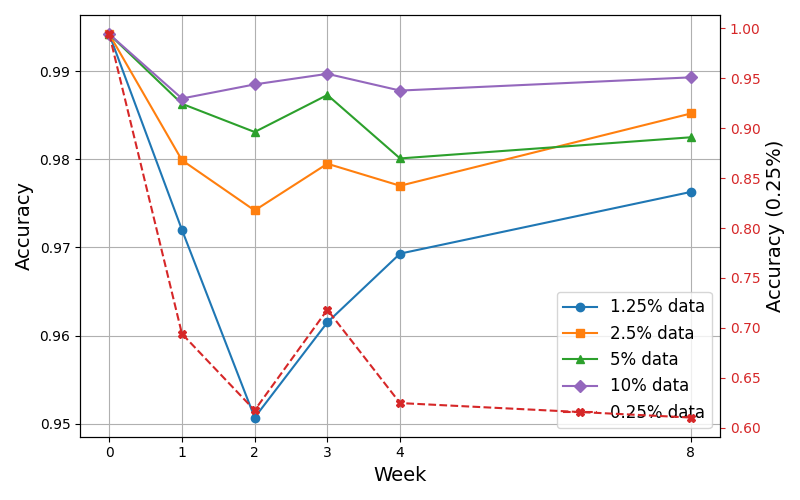 Accuracy
0.99
0.98
0.97
0.96
0.95
1.00
0.95
0.90
0.85
0.80
0.75
0.70
0.65
0.60
Accuracy (0.25%)
1.25% data
2.5% data
5% data
10% data
0.25% data
0 1 2 3 4 8
Week